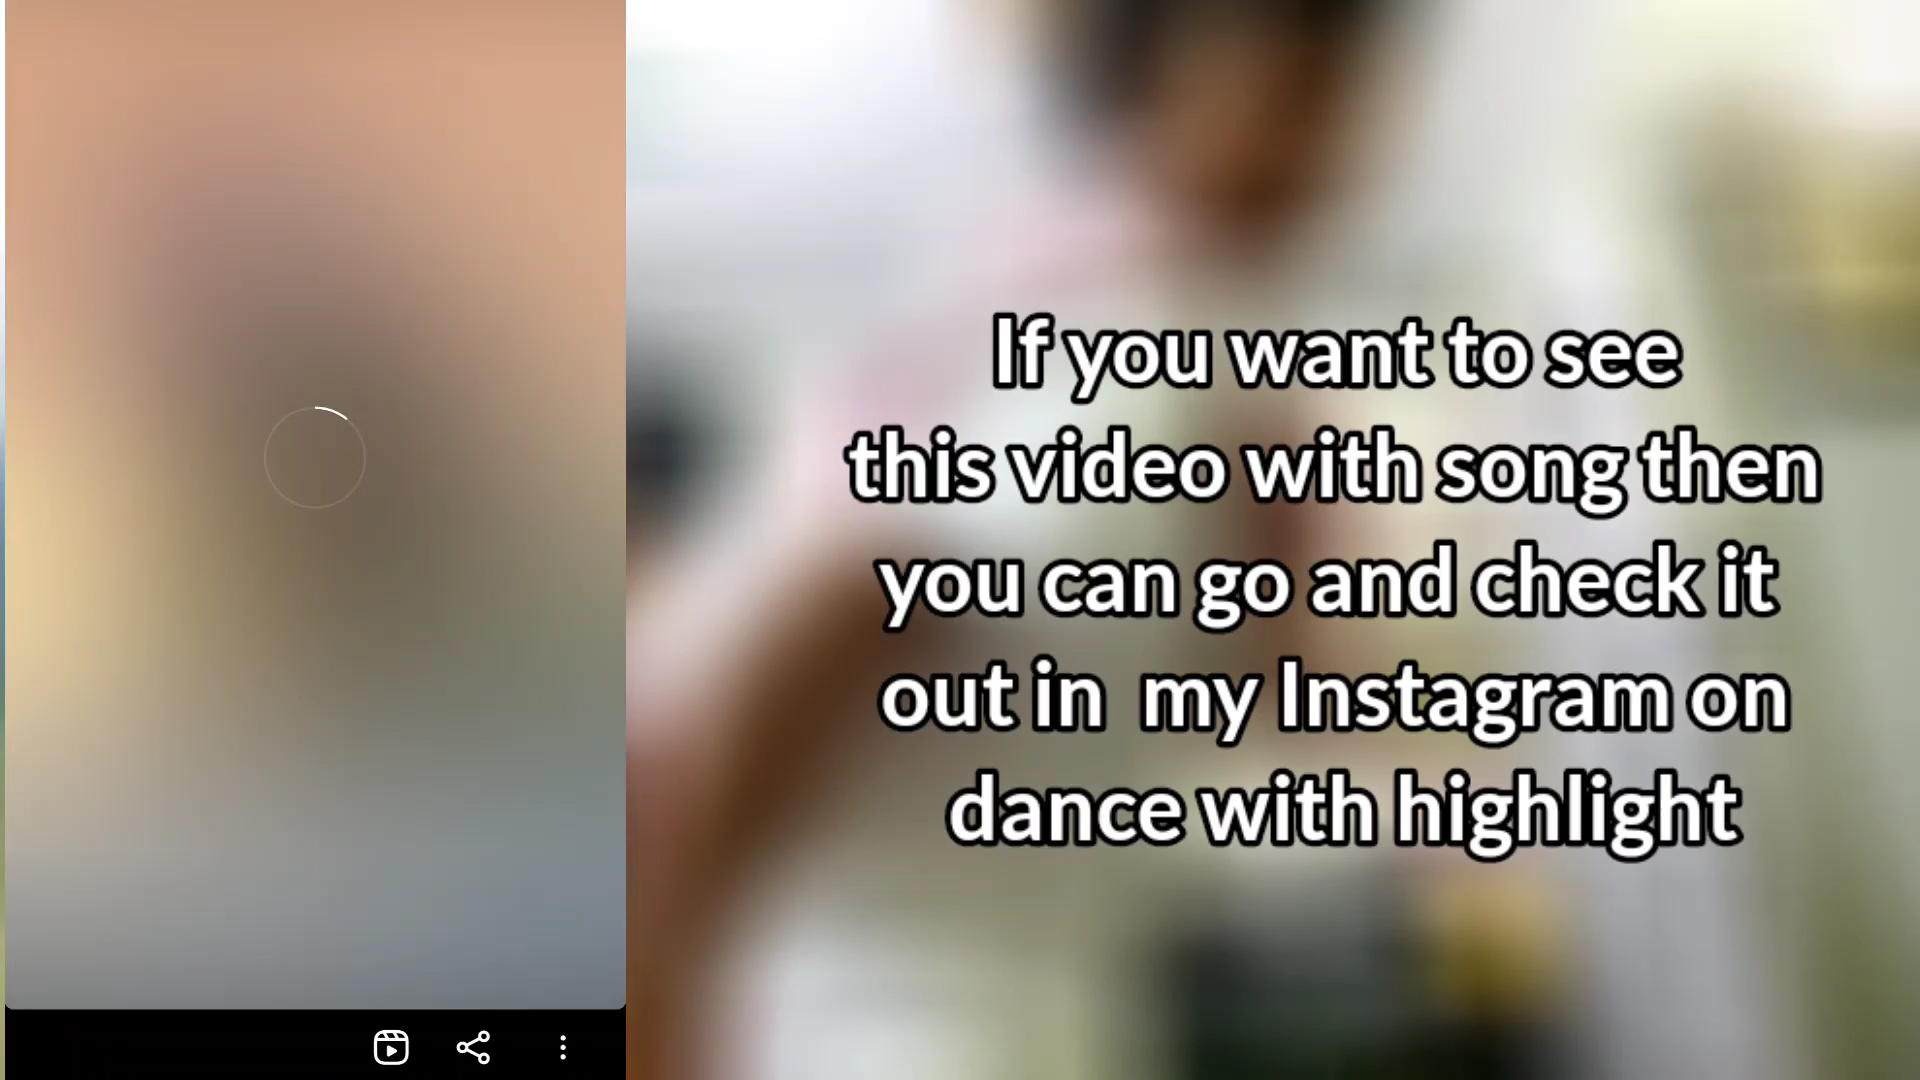 If you want to see
this video with song then
you can go and check it
out in  my Instagram on
dance with highlight